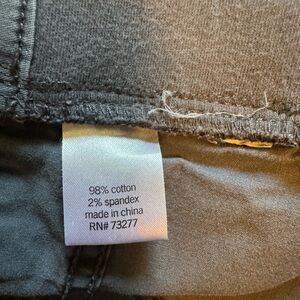 98% cotton
2% spandex
made in china
RN# 73277